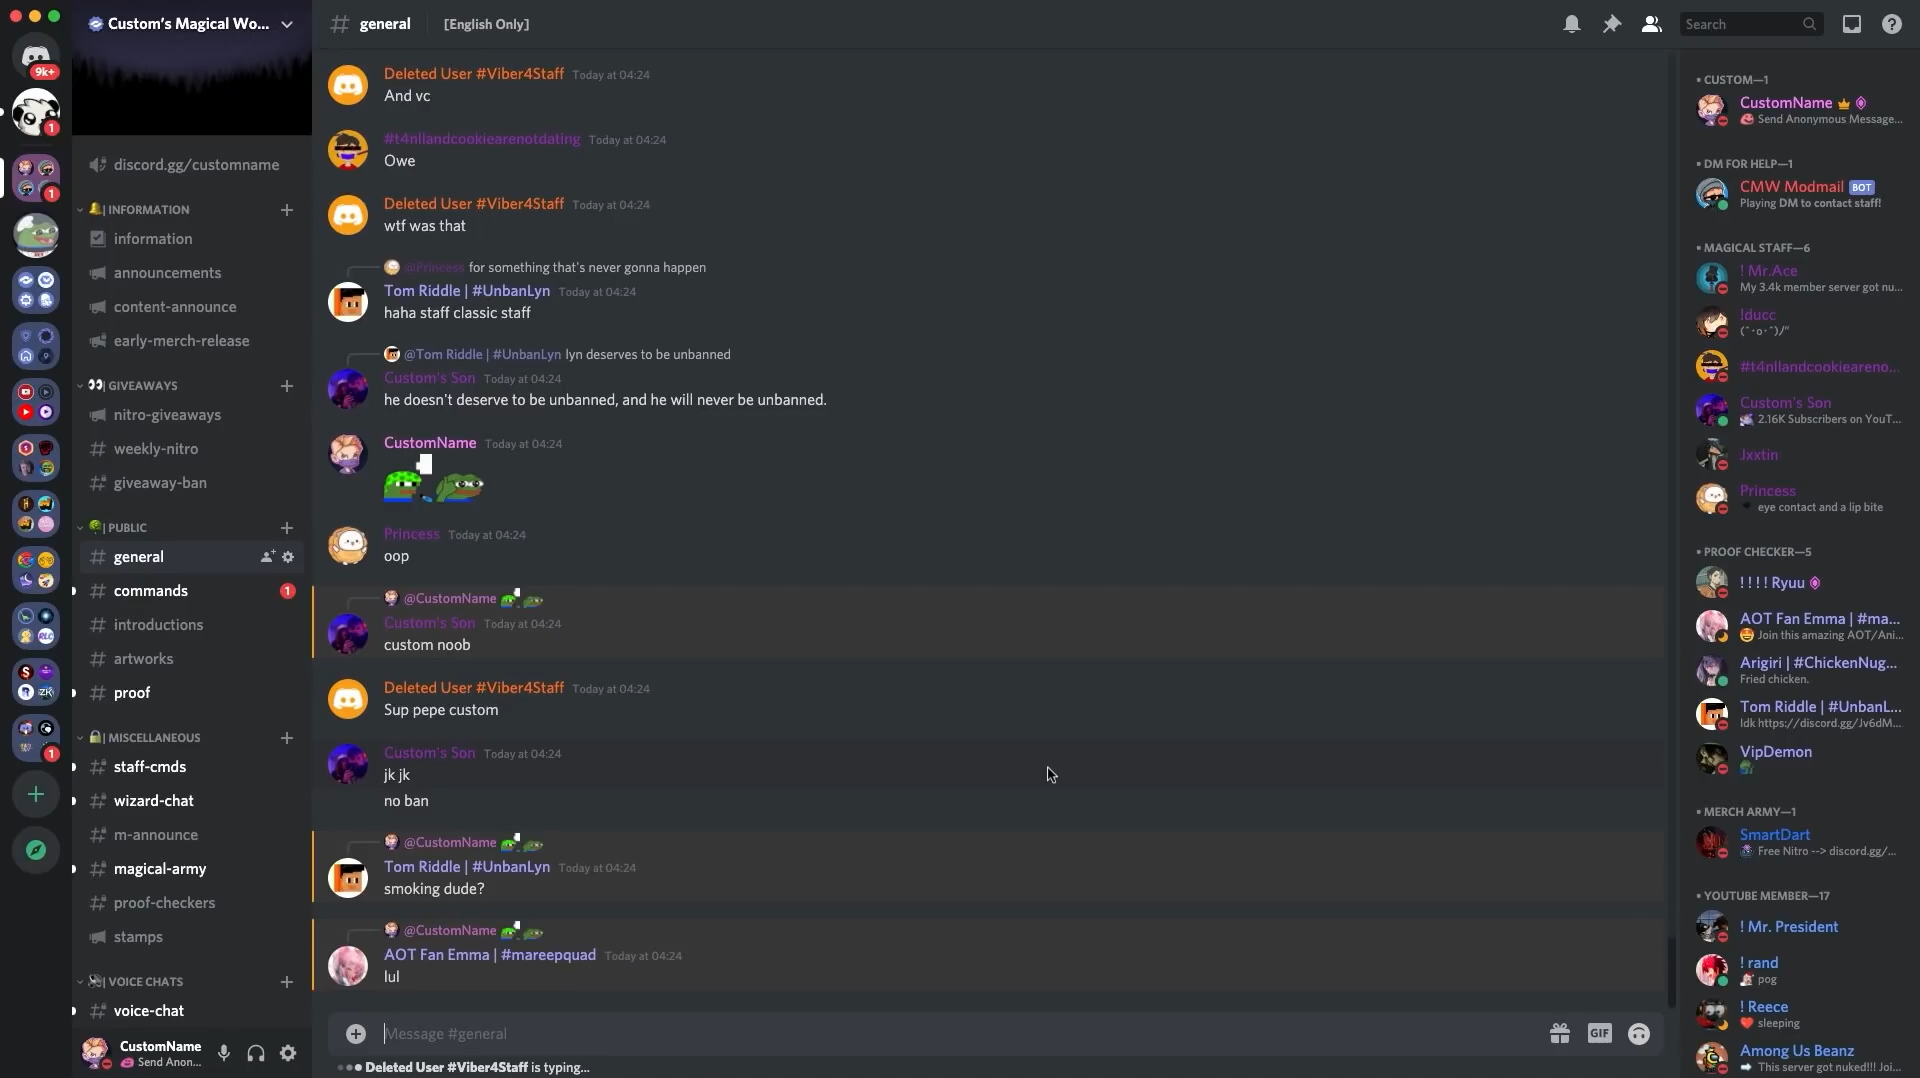 Custom's Magical Wo...
# general
[English Only]
Search
9k+
1
1
1
discord.gg/customname
| INFORMATION
information
announcements
content-announce
early-merch-release
| GIVEAWAYS
nitro-giveaways
weekly-nitro
giveaway-ban
| PUBLIC
general
commands
1
introductions
artworks
proof
| MISCELLANEOUS
staff-cmds
wizard-chat
m-announce
magical-army
proof-checkers
stamps
| VOICE CHATS
voice-chat
CustomName
Send Anon...
Deleted User #Viber4Staff Today at 04:24
And vc
#t4nllandcookiearenotdating Today at 04:24
Owe
Deleted User #Viber4Staff Today at 04:24
wtf was that
@Princess for something that's never gonna happen
Tom Riddle | #UnbanLyn Today at 04:24
haha staff classic staff
@Tom Riddle | #UnbanLyn lyn deserves to be unbanned
Custom's Son Today at 04:24
he doesn't deserve to be unbanned, and he will never be unbanned.
CustomName Today at 04:24
Princess Today at 04:24
oop
@CustomName
Custom's Son Today at 04:24
custom noob
Deleted User #Viber4Staff Today at 04:24
Sup pepe custom
Custom's Son Today at 04:24
jk jk
no ban
@CustomName
Tom Riddle | #UnbanLyn Today at 04:24
smoking dude?
@CustomName
AOT Fan Emma | #mareepquad Today at 04:24
lul
Message #general
GIF
Deleted User #Viber4Staff is typing...
• CUSTOM—1
CustomName
Send Anonymous Message...
• DM FOR HELP—1
CMW Modmail BOT
Playing DM to contact staff!
• MAGICAL STAFF—6
! Mr.Ace
My 3.4k member server got nu...
!ducc
#t4nllandcookieareno...
Custom's Son
2.16K Subscribers on YouT...
Jxxtin
Princess
eye contact and a lip bite
• PROOF CHECKER—5
! ! ! ! Ryuu
AOT Fan Emma | #ma...
Join this amazing AOT/Ani...
Arigiri | #ChickenNug...
Fried chicken.
Tom Riddle | #UnbanL...
Idk https://discord.gg/Jv6dM...
VipDemon
• MERCH ARMY—1
SmartDart
Free Nitro --> discord.gg/...
• YOUTUBE MEMBER—17
! Mr. President
! rand
pog
! Reece
sleeping
Among Us Beanz
This server got nuked!!! Joi...